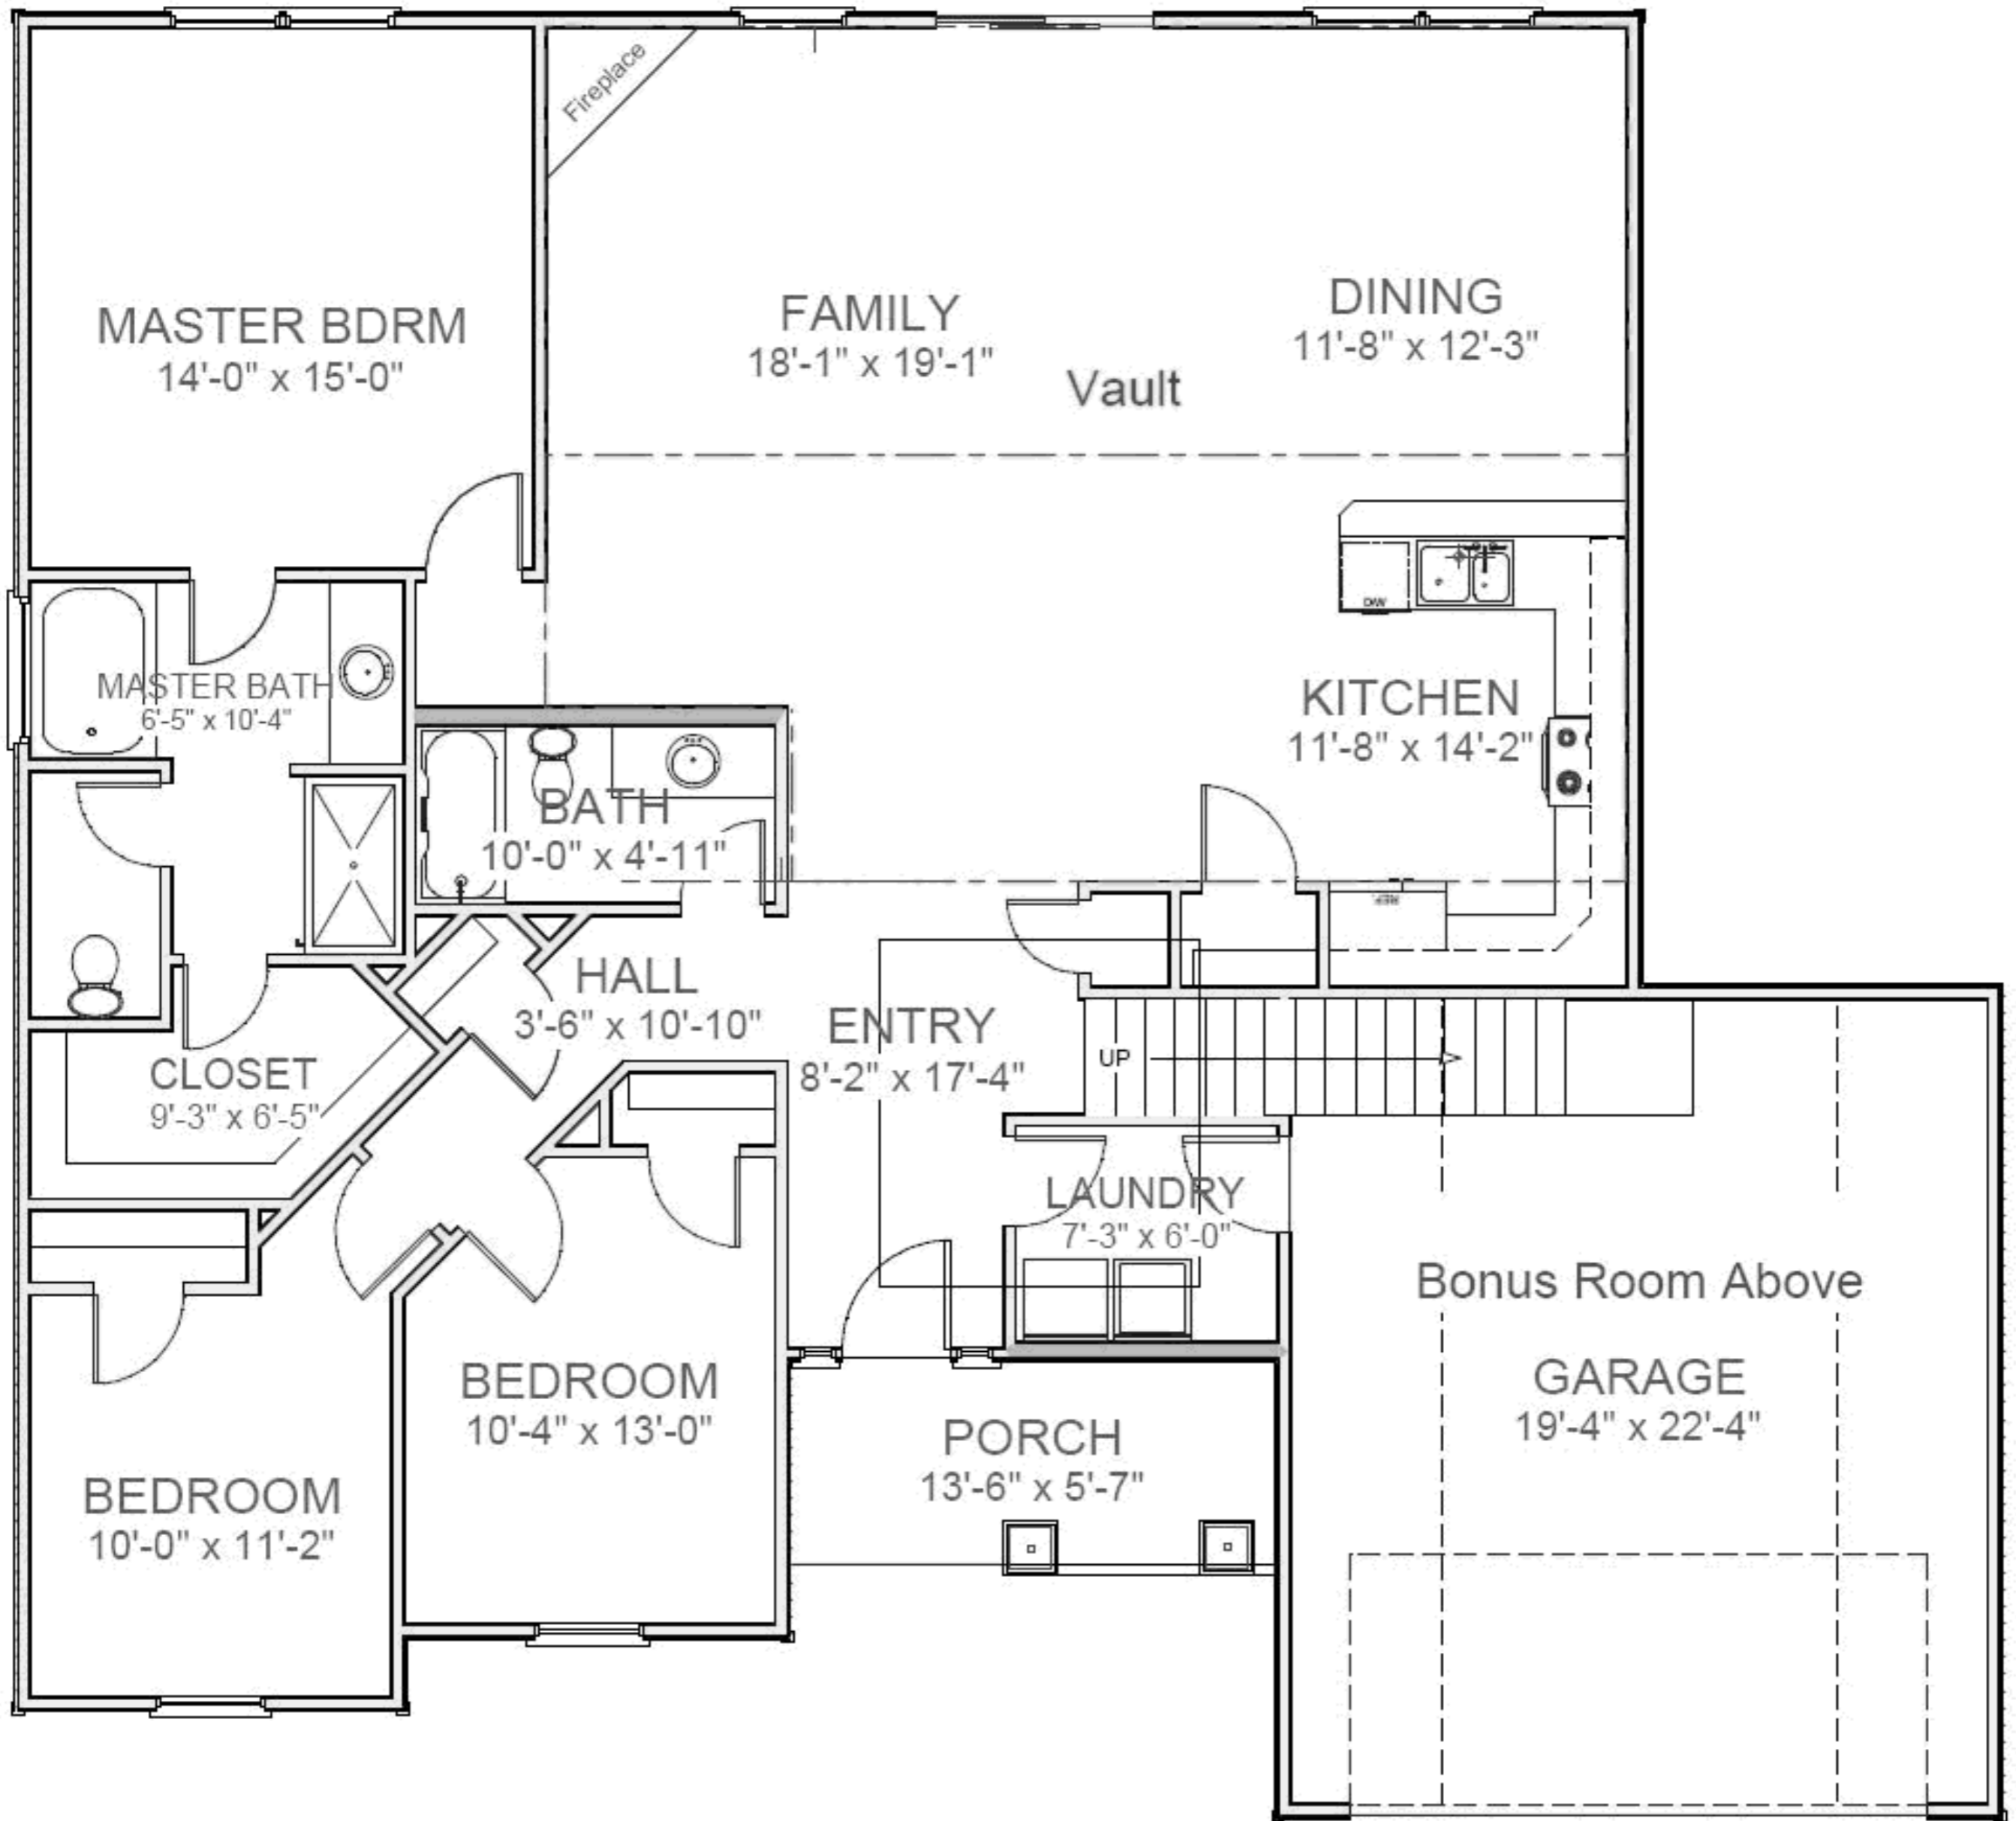 Fireplace
MASTER BDRM
14'-0" x 15'-0"
FAMILY
18'-1" x 19'-1"
Vault
DINING
11'-8" x 12'-3"
D/W
MASTER BATH
6'-5" x 10'-4"
KITCHEN
11'-8" x 14'-2"
BATH
10'-0" x 4'-11"
REF
HALL
3'-6" x 10'-10"
ENTRY
8'-2" x 17'-4"
UP
CLOSET
9'-3" x 6'-5"
LAUNDRY
7'-3" x 6'-0"
Bonus Room Above
GARAGE
19'-4" x 22'-4"
BEDROOM
10'-4" x 13'-0"
PORCH
13'-6" x 5'-7"
BEDROOM
10'-0" x 11'-2"